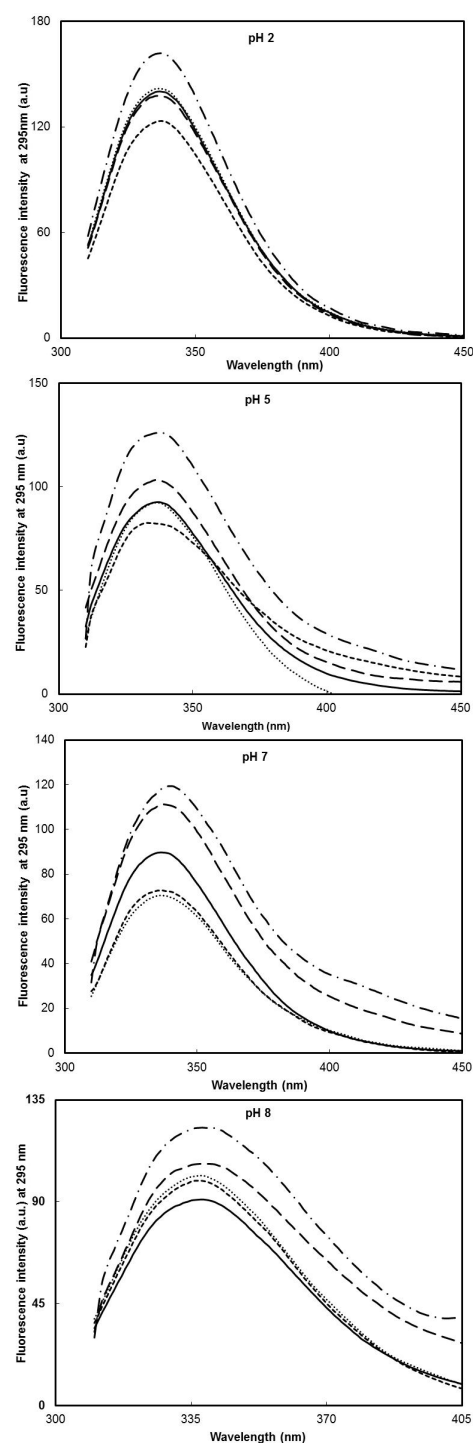 pH 2
Fluorescence intensity at 295nm (a.u)
180
120
60
0
300 350 400 450
Wavelength (nm)
pH 5
Fluorescence intensity at 295 nm (a.u)
150
100
50
0
300 350 400 450
Wavelength (nm)
pH 7
Fluorescence intensity at 295 nm (a.u)
140
120
100
80
60
40
20
0
300 350 400 450
Wavelength (nm)
pH 8
Fluorescence intensity (a.u.) at 295 nm
135
90
45
0
300 335 370 405
Wavelength (nm)